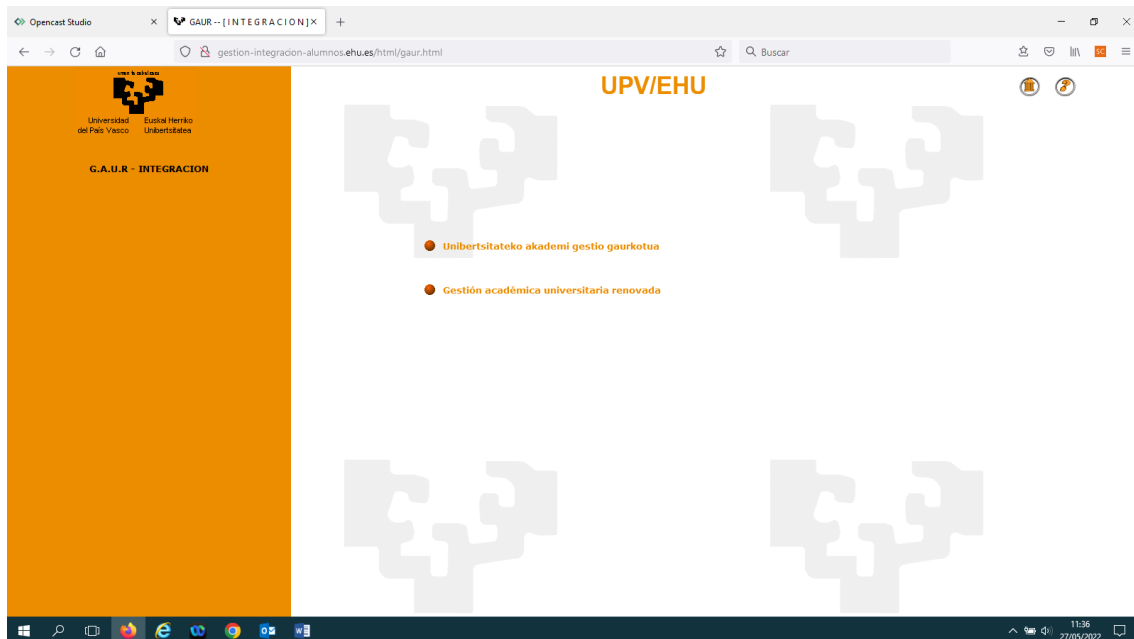 Opencast Studio
GAUR -- [ I N T E G R A C I O N ]
gestion-integracion-alumnos.ehu.es/html/gaur.html
Buscar
SC
Universidad Euskal Herriko
del País Vasco Unibertsitatea
G.A.U.R - INTEGRACION
UPV/EHU
Unibertsitateko akademi gestio gaurkotua
Gestión académica universitaria renovada
11:36
27/05/2022